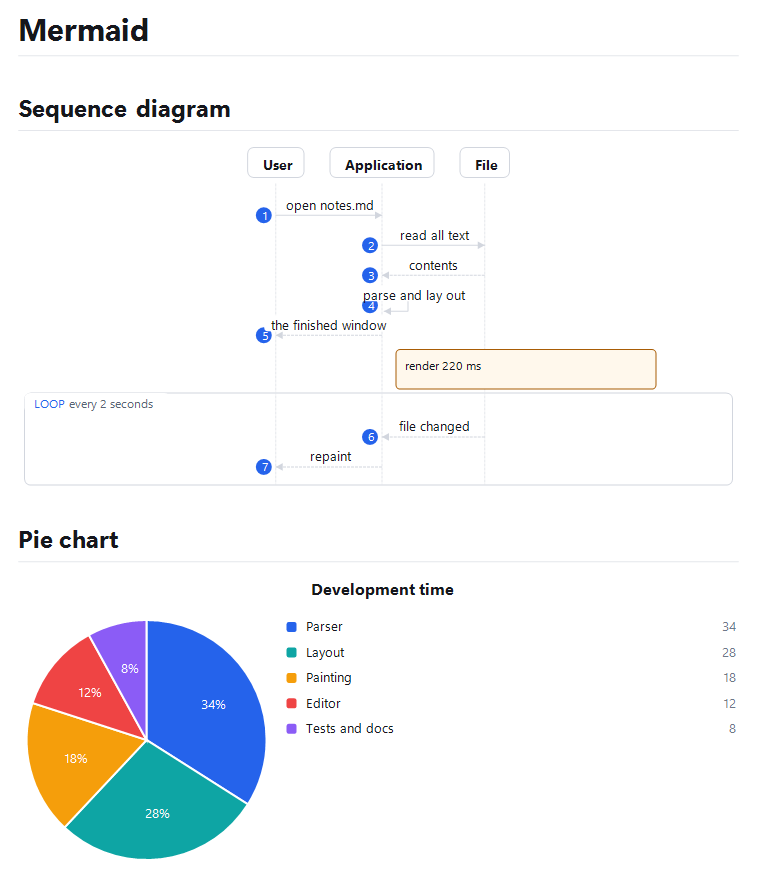 Mermaid
Sequence diagram
User Application File
1 open notes.md
2 read all text
3 contents
parse and lay out
4
5 the finished window
render 220 ms
LOOP every 2 seconds
6 file changed
7 repaint
Pie chart
Development time
Parser 34
Layout 28
Painting 18
Editor 12
Tests and docs 8
8%
12%
34%
18%
28%